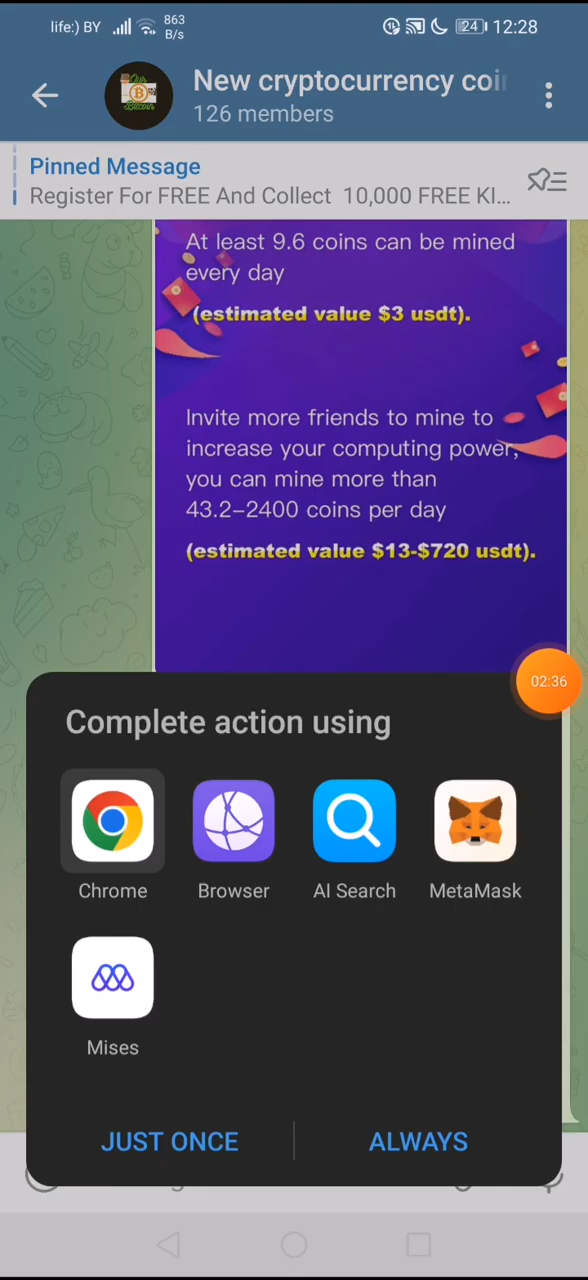 life:) BY 863 B/s 24 12:28
New cryptocurrency coi
126 members
Pinned Message
Register For FREE And Collect 10,000 FREE KI...
At least 9.6 coins can be mined
every day
(estimated value $3 usdt).
Invite more friends to mine to
increase your computing power,
you can mine more than
43.2–2400 coins per day
(estimated value $13-$720 usdt).
02:36
Complete action using
Chrome Browser AI Search MetaMask
Mises
JUST ONCE ALWAYS